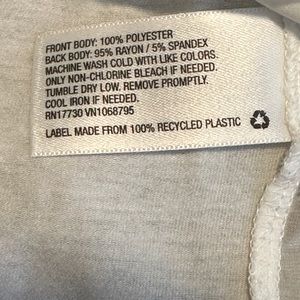 FRONT BODY: 100% POLYESTER
BACK BODY: 95% RAYON / 5% SPANDEX
MACHINE WASH COLD WITH LIKE COLORS.
ONLY NON-CHLORINE BLEACH IF NEEDED.
TUMBLE DRY LOW. REMOVE PROMPTLY.
COOL IRON IF NEEDED.
RN17730 VN1068795
LABEL MADE FROM 100% RECYCLED PLASTIC